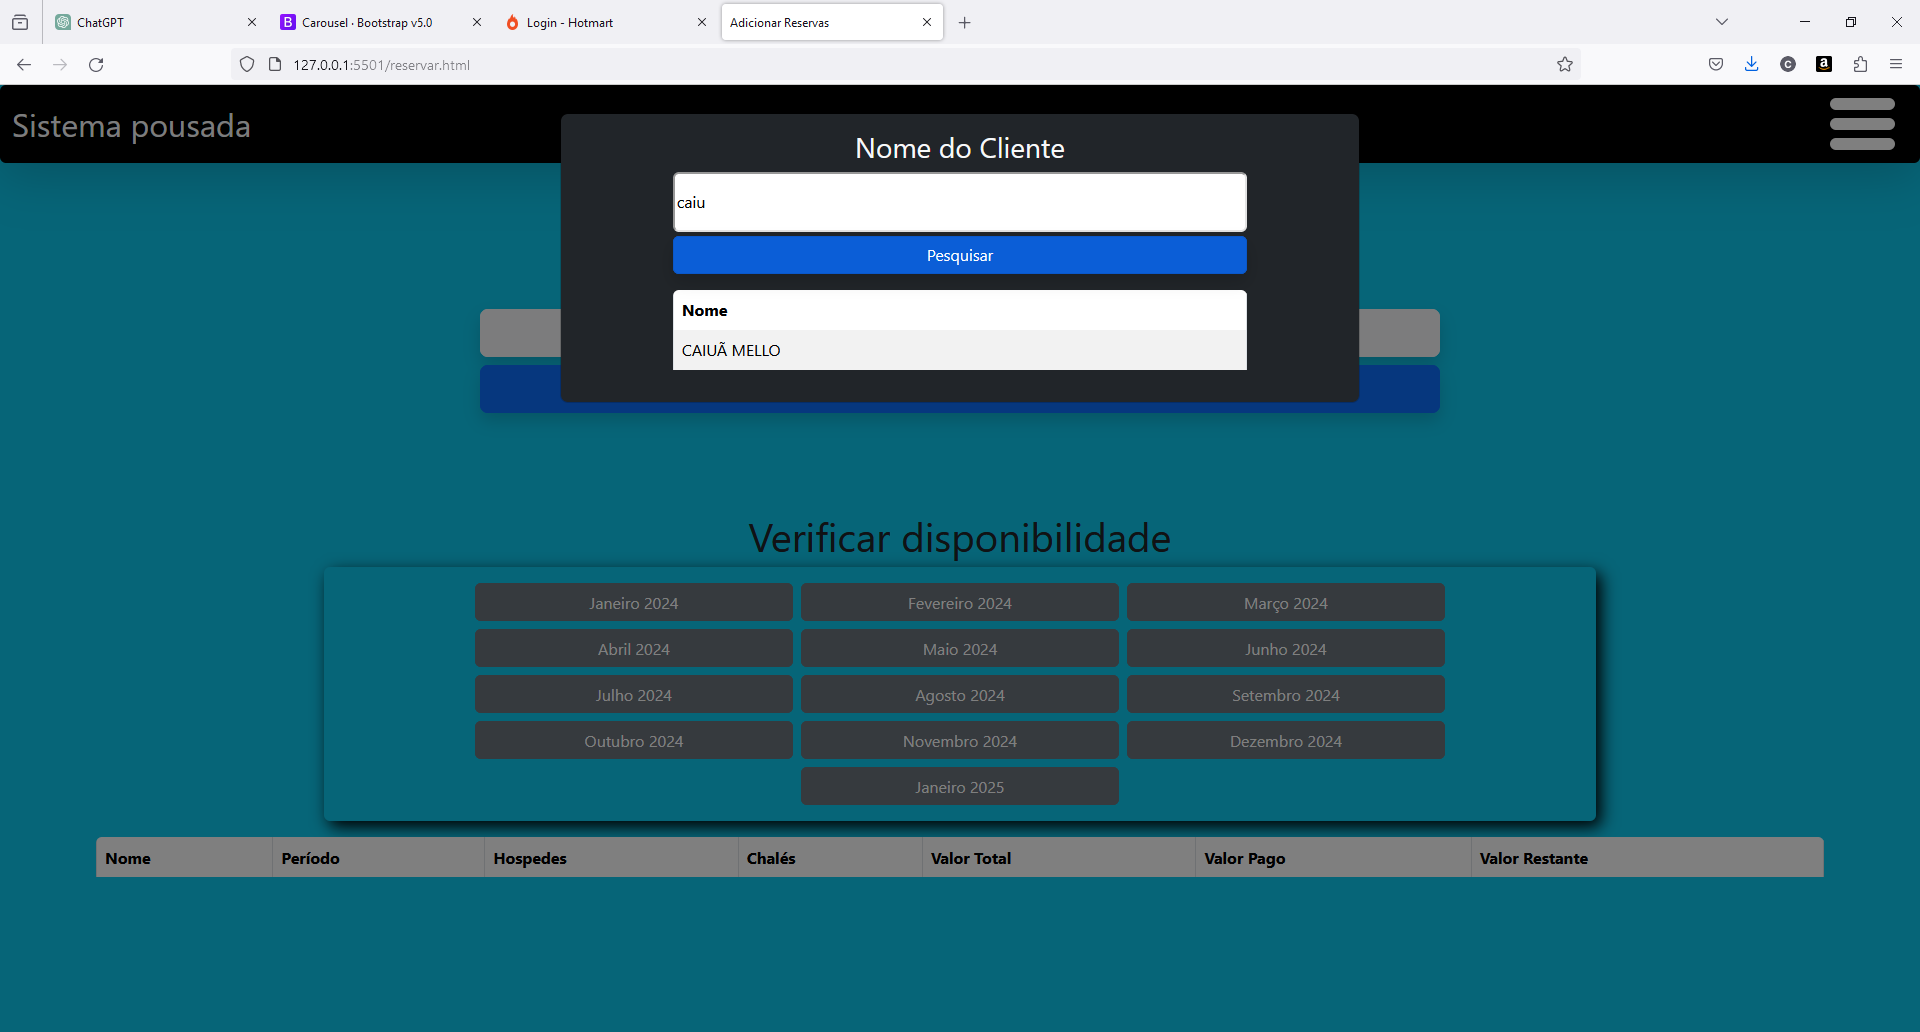 ChatGPT
Carousel · Bootstrap v5.0
Login - Hotmart
Adicionar Reservas
127.0.0.1:5501/reservar.html
Sistema pousada
Nome do Cliente
caiu
Pesquisar
Nome
CAIUÃ MELLO
Verificar disponibilidade
Janeiro 2024 Fevereiro 2024 Março 2024
Abril 2024 Maio 2024 Junho 2024
Julho 2024 Agosto 2024 Setembro 2024
Outubro 2024 Novembro 2024 Dezembro 2024
Janeiro 2025
Nome Período Hospedes Chalés Valor Total Valor Pago Valor Restante